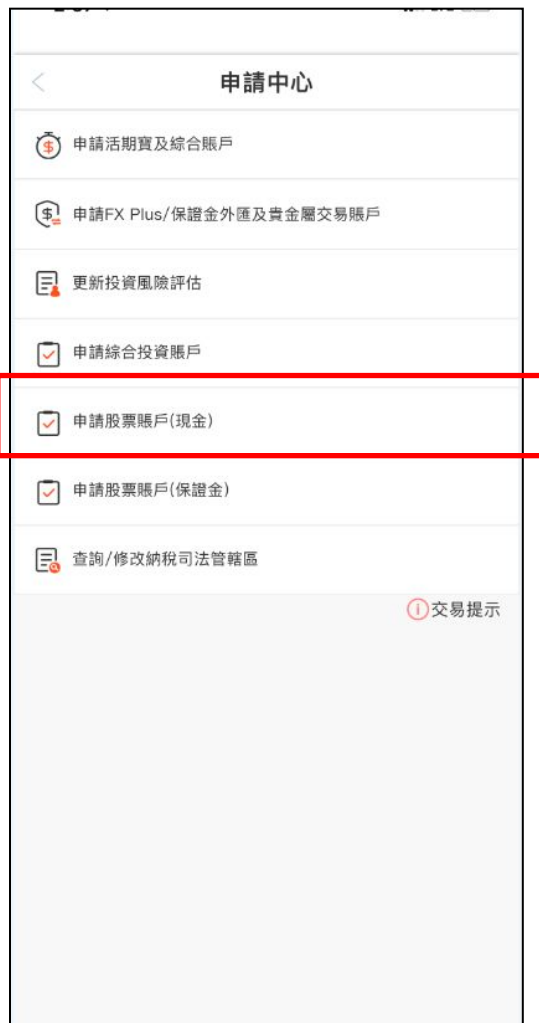 申請中心
申請活期寶及綜合賬戶
申請FX Plus/保證金外匯及貴金屬交易賬戶
更新投資風險評估
申請綜合投資賬戶
申請股票賬戶(現金)
申請股票賬戶(保證金)
查詢/修改納稅司法管轄區
交易提示